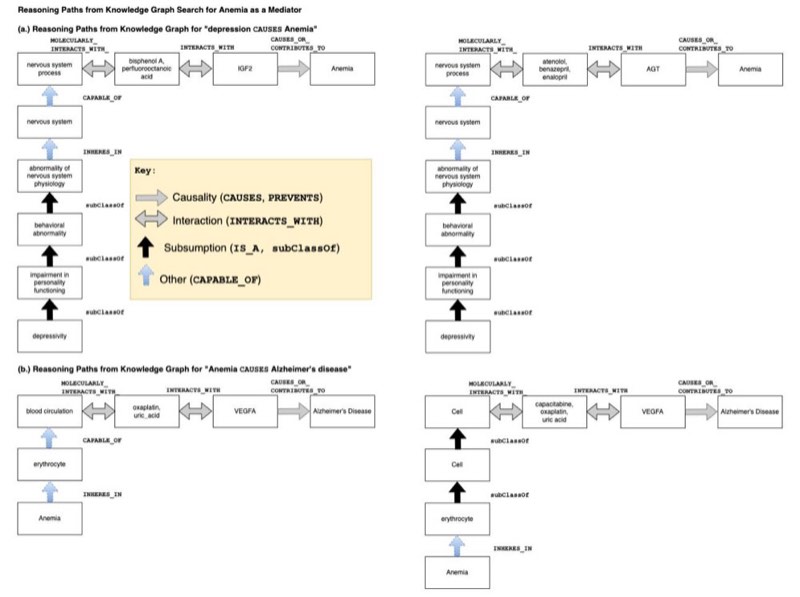 Reasoning Paths from Knowledge Graph Search for Anemia as a Mediator
(a.) Reasoning Paths from Knowledge Graph for "depression CAUSES Anemia"
MOLECULARLY_
INTERACTS_WITH_
INTERACTS_WITH
CAUSES_OR_
CONTRIBUTES_TO
nervous system
process
bisphenol A,
perfluorooctanoic
acid
IGF2
Anemia
CAPABLE_OF
nervous system
INHERES_IN
abnormality of
nervous system
physiology
subClassOf
behavioral
abnormality
subClassOf
impairment in
personality
functioning
subClassOf
depressivity
Key:
Causality (CAUSES, PREVENTS)
Interaction (INTERACTS_WITH)
Subsumption (IS_A, subClassOf)
Other (CAPABLE_OF)
MOLECULARLY_
INTERACTS_WITH_
INTERACTS_WITH
CAUSES_OR_
CONTRIBUTES_TO
nervous system
process
atenolol,
benazepril,
enalopril
AGT
Anemia
CAPABLE_OF
nervous system
INHERES_IN
abnormality of
nervous system
physiology
subClassOf
behavioral
abnormality
subClassOf
impairment in
personality
functioning
subClassOf
depressivity
(b.) Reasoning Paths from Knowledge Graph for "Anemia CAUSES Alzheimer's disease"
MOLECULARLY_
INTERACTS_WITH_
INTERACTS_WITH
CAUSES_OR_
CONTRIBUTES_TO
blood circulation
oxaplatin,
uric_acid
VEGFA
Alzheimer's Disease
CAPABLE_OF
erythrocyte
INHERES_IN
Anemia
MOLECULARLY_
INTERACTS_WITH_
INTERACTS_WITH
CAUSES_OR_
CONTRIBUTES_TO
Cell
capacitabine,
oxaplatin,
uric acid
VEGFA
Alzheimer's Disease
subClassOf
Cell
subClassOf
erythrocyte
INHERES_IN
Anemia